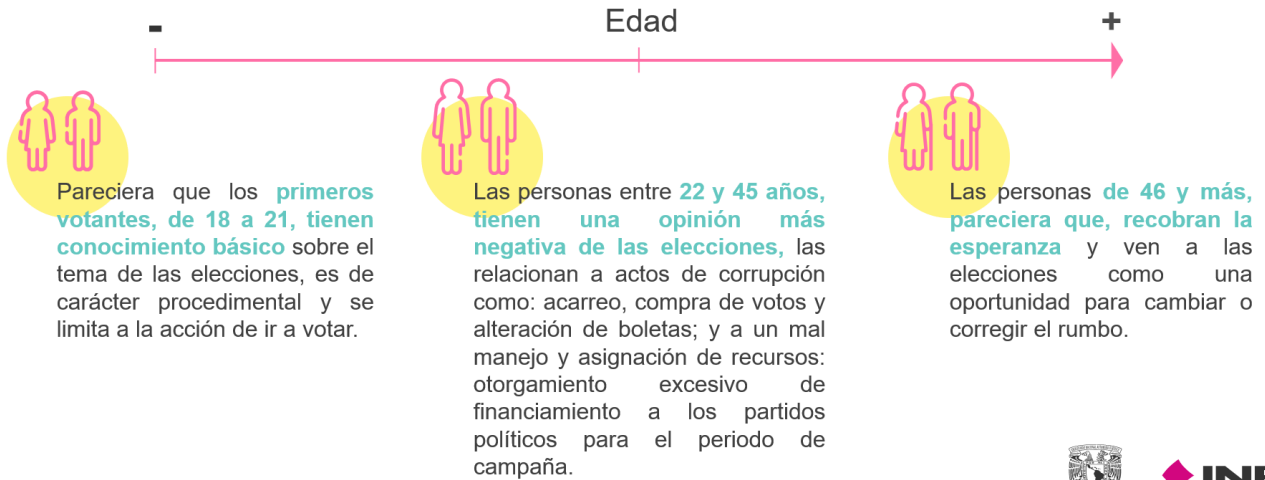 - Edad +
Pareciera que los primeros
votantes, de 18 a 21, tienen
conocimiento básico sobre el
tema de las elecciones, es de
carácter procedimental y se
limita a la acción de ir a votar.
Las personas entre 22 y 45 años,
tienen una opinión más
negativa de las elecciones, las
relacionan a actos de corrupción
como: acarreo, compra de votos y
alteración de boletas; y a un mal
manejo y asignación de recursos:
otorgamiento excesivo de
financiamiento a los partidos
políticos para el periodo de
campaña.
Las personas de 46 y más,
pareciera que, recobran la
esperanza y ven a las
elecciones como una
oportunidad para cambiar o
corregir el rumbo.